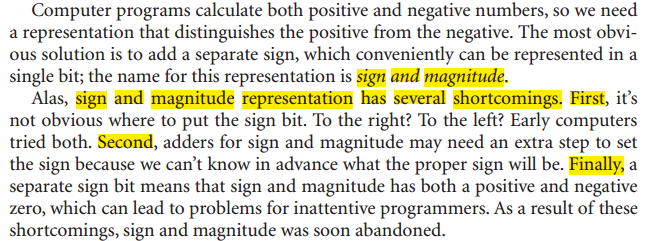 Computer programs calculate both positive and negative numbers, so we need
a representation that distinguishes the positive from the negative. The most obvi-
ous solution is to add a separate sign, which conveniently can be represented in a
single bit; the name for this representation is sign and magnitude.
Alas, sign and magnitude representation has several shortcomings. First, it’s
not obvious where to put the sign bit. To the right? To the left? Early computers
tried both. Second, adders for sign and magnitude may need an extra step to set
the sign because we can’t know in advance what the proper sign will be. Finally, a
separate sign bit means that sign and magnitude has both a positive and negative
zero, which can lead to problems for inattentive programmers. As a result of these
shortcomings, sign and magnitude was soon abandoned.